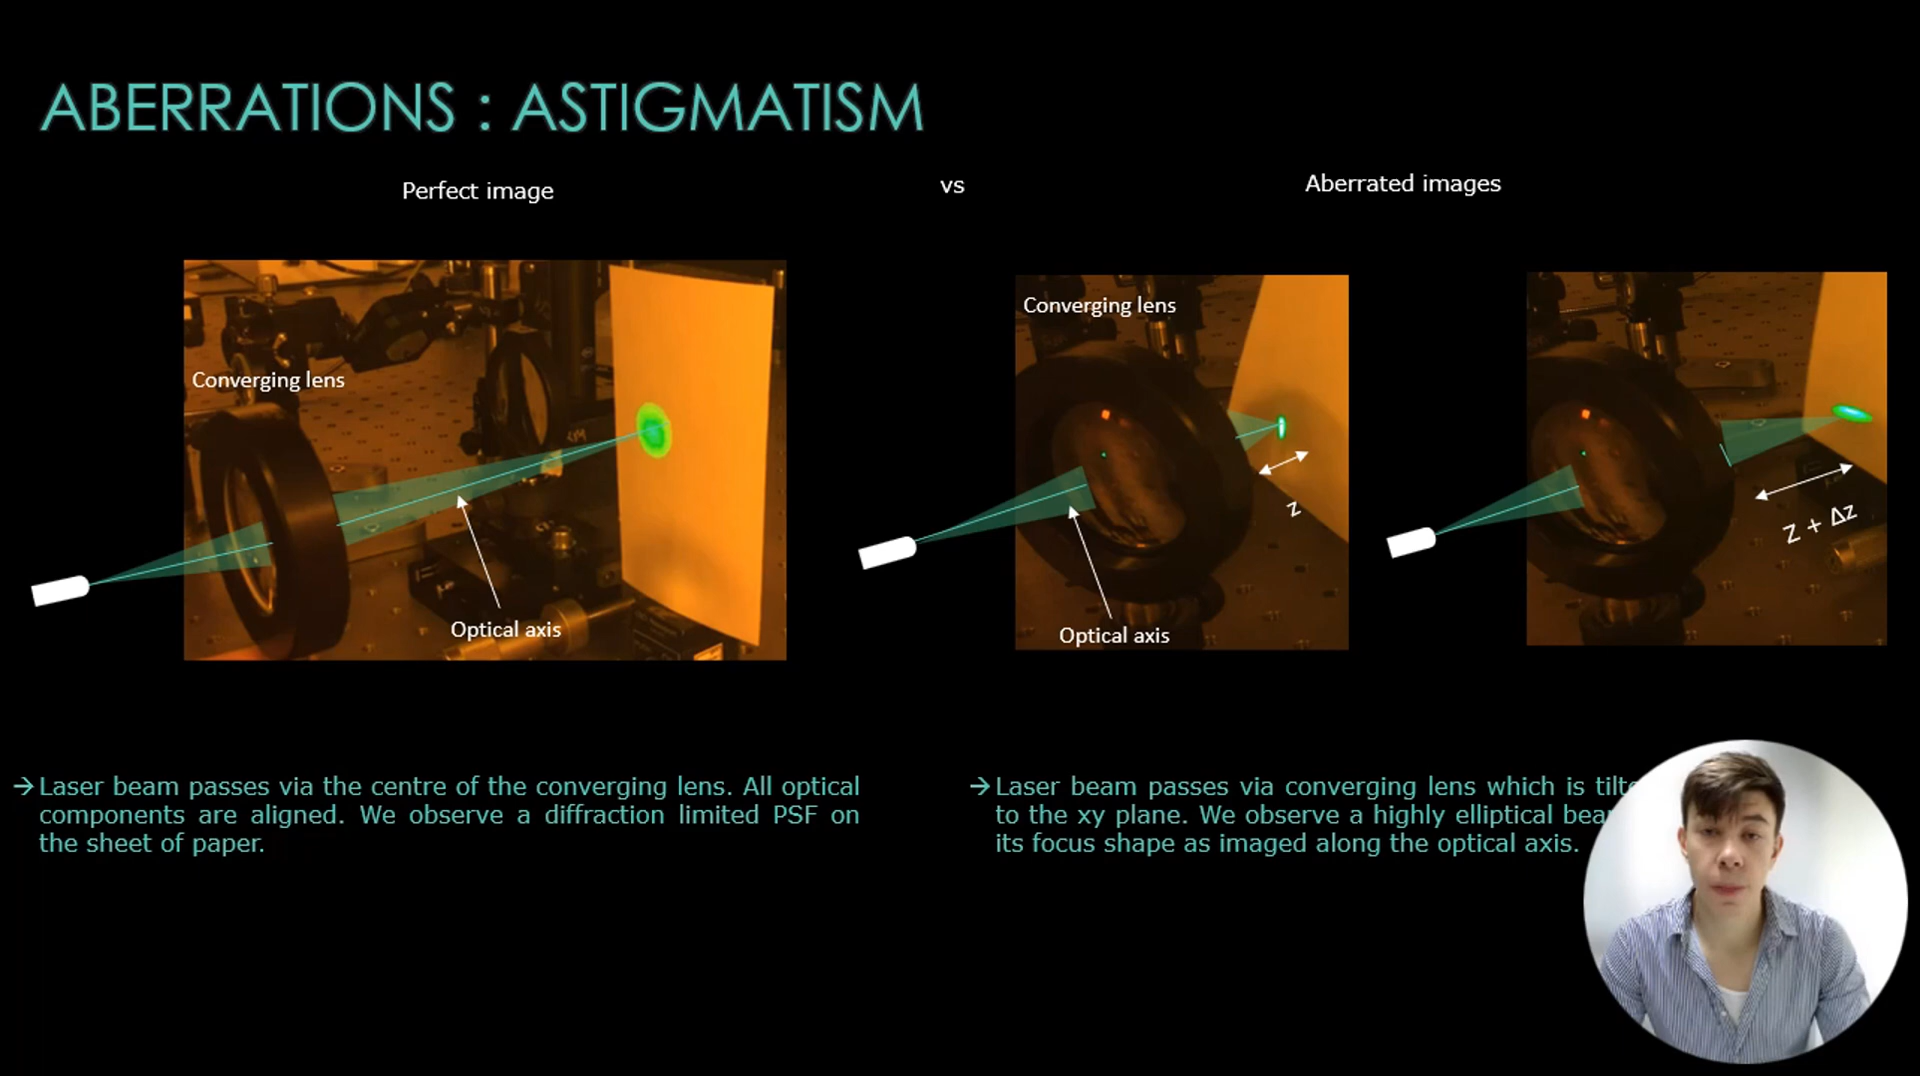 ABERRATIONS : ASTIGMATISM
Perfect image
vs
Aberrated images
Converging lens
Optical axis
Converging lens
z
Optical axis
Z + Δz
→ Laser beam passes via the centre of the converging lens. All optical
components are aligned. We observe a diffraction limited PSF on
the sheet of paper.
→ Laser beam passes via converging lens which is
to the xy plane. We observe a highly elliptical
its focus shape as imaged along the optical axis.